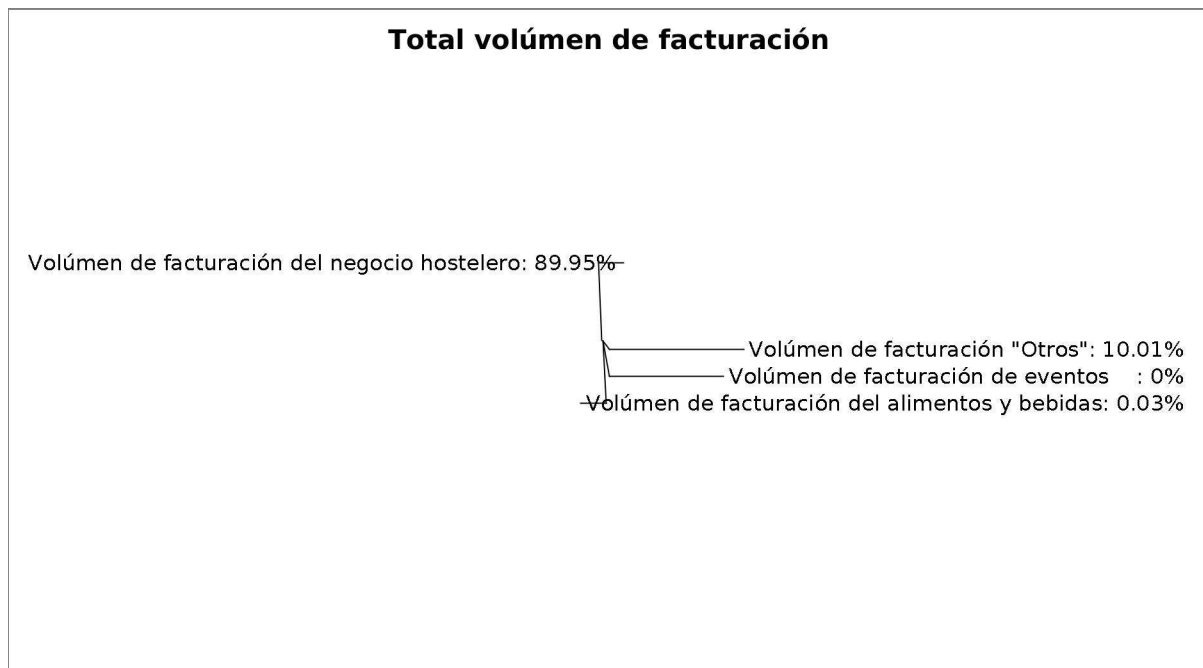 Total volúmen de facturación
Volúmen de facturación del negocio hostelero: 89.95%
Volúmen de facturación "Otros": 10.01%
Volúmen de facturación de eventos    : 0%
Volúmen de facturación del alimentos y bebidas: 0.03%